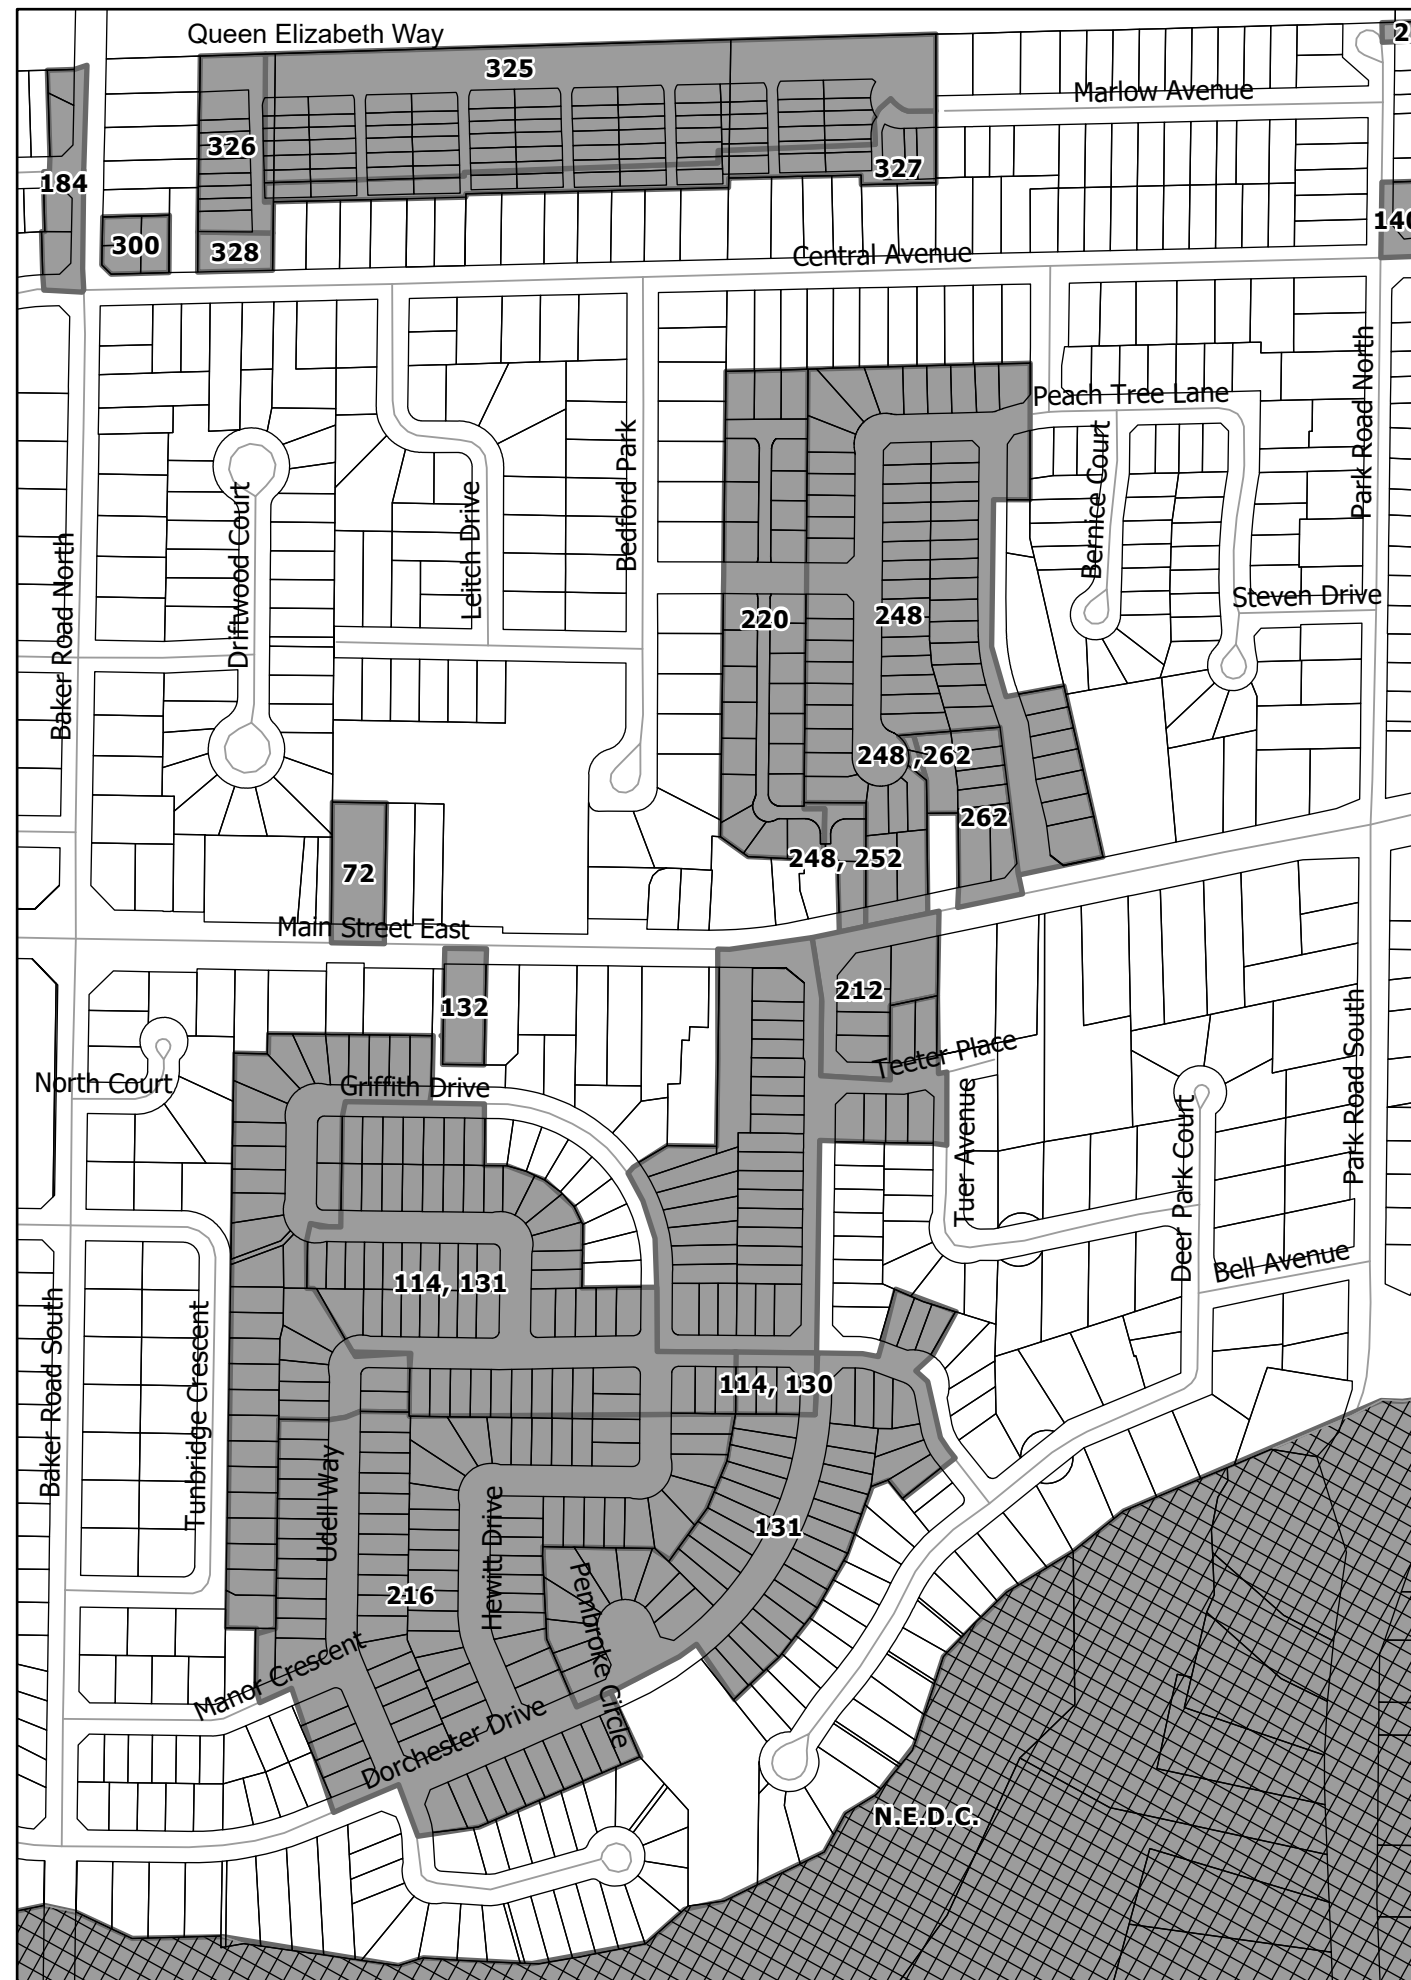 Queen Elizabeth Way
325
Marlow Avenue
326
327
184
140
300
328
Central Avenue
Peach Tree Lane
Park Road North
Bernice Court
Bedford Park
Leitch Drive
Driftwood Court
Baker Road North
Steven Drive
220
248
248 ,262
262
248, 252
72
Main Street East
132
212
Teeter Place
North Court
Griffith Drive
Tuer Avenue
Deer Park Court
Park Road South
Bell Avenue
114, 131
Baker Road South
Tunbridge Crescent
114, 130
Udell Way
Hewitt Drive
131
216
Pembroke Circle
Manor Crescent
Dorchester Drive
N.E.D.C.